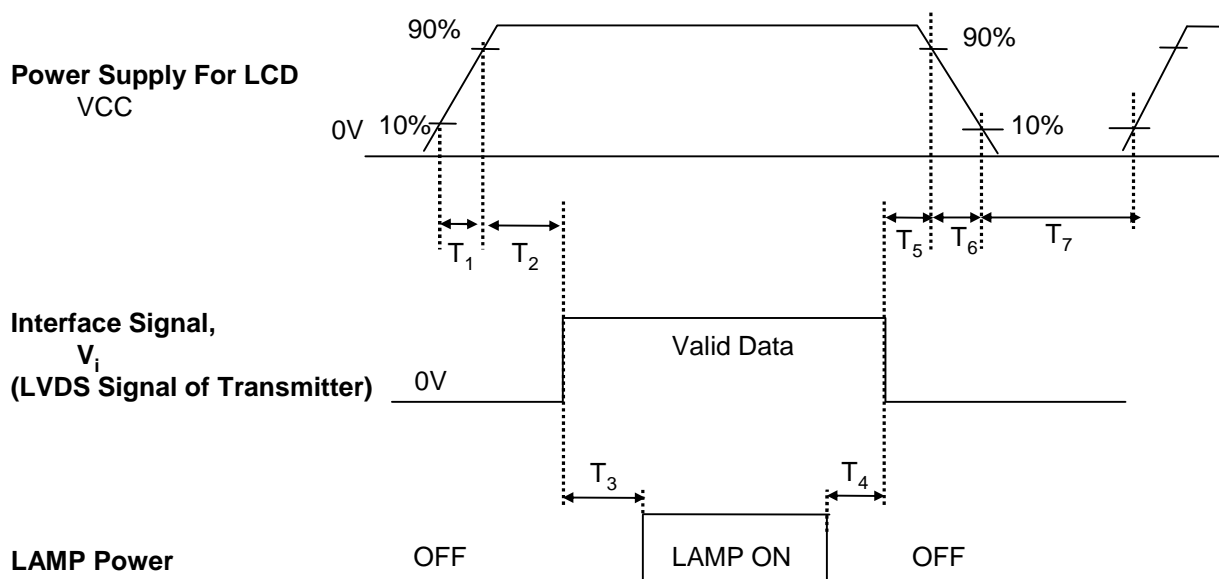 90%
90%
Power Supply For LCD
VCC
0V 10%
10%
T1 T2 T5 T6 T7
Interface Signal,
Vi
(LVDS Signal of Transmitter)
Valid Data
0V
T3 T4
LAMP Power
OFF
LAMP ON
OFF